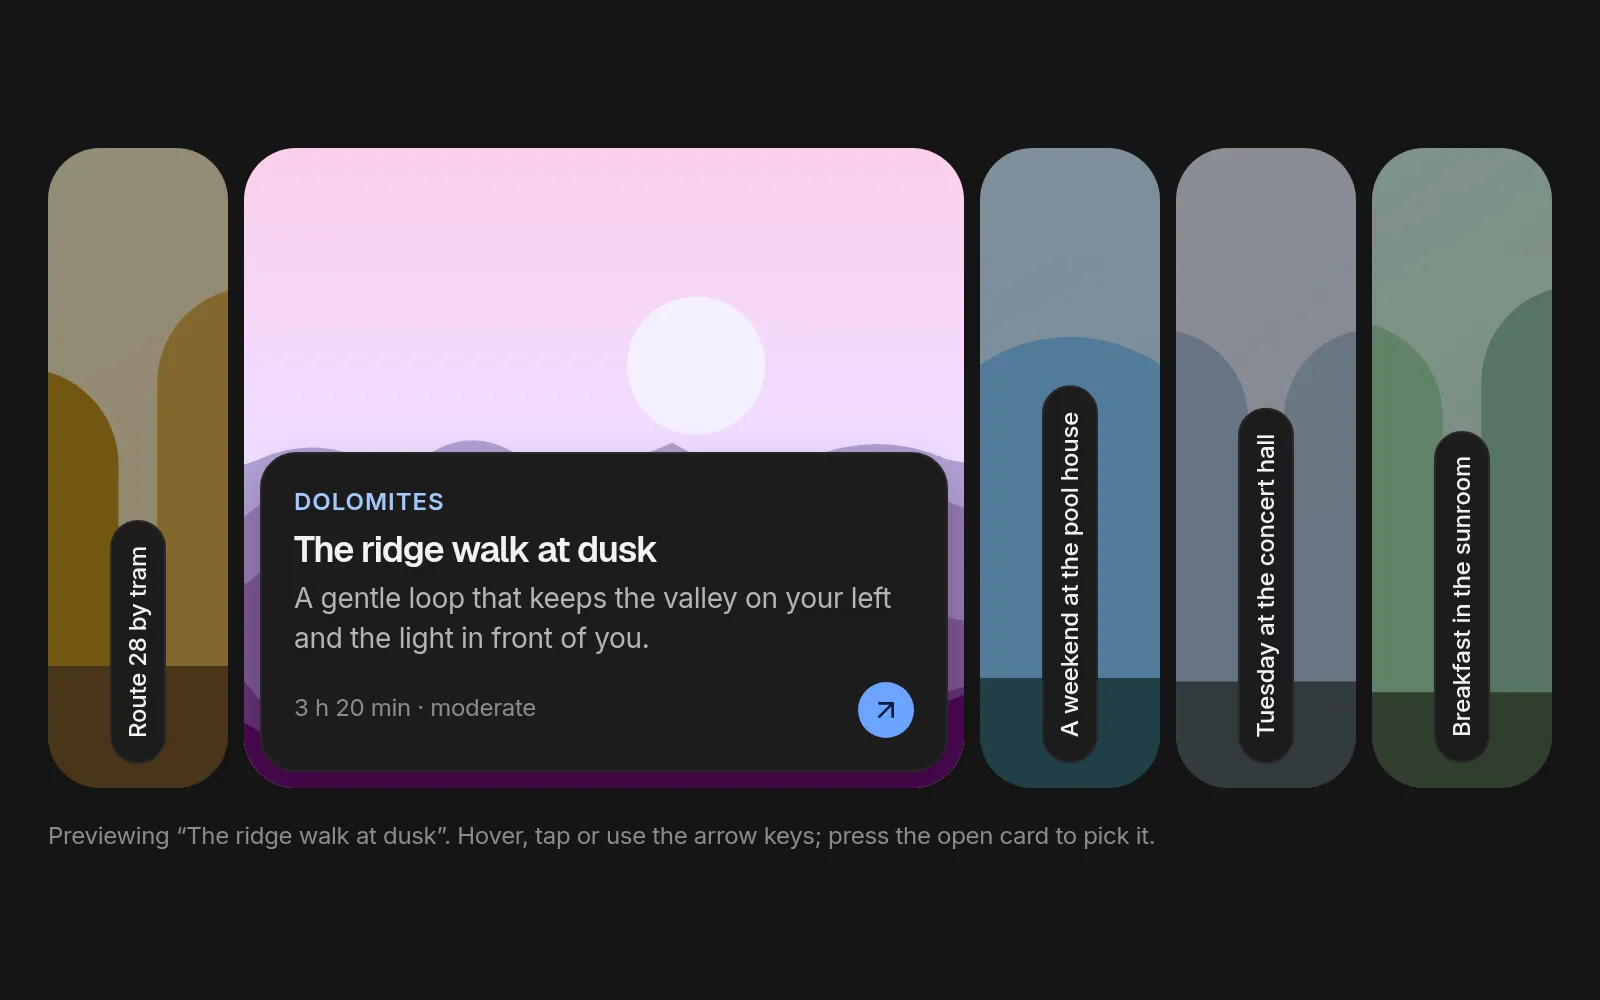 Route 28 by tram
DOLOMITES
The ridge walk at dusk
A gentle loop that keeps the valley on your left
and the light in front of you.
3 h 20 min · moderate
A weekend at the pool house
Tuesday at the concert hall
Breakfast in the sunroom
Previewing “The ridge walk at dusk”. Hover, tap or use the arrow keys; press the open card to pick it.